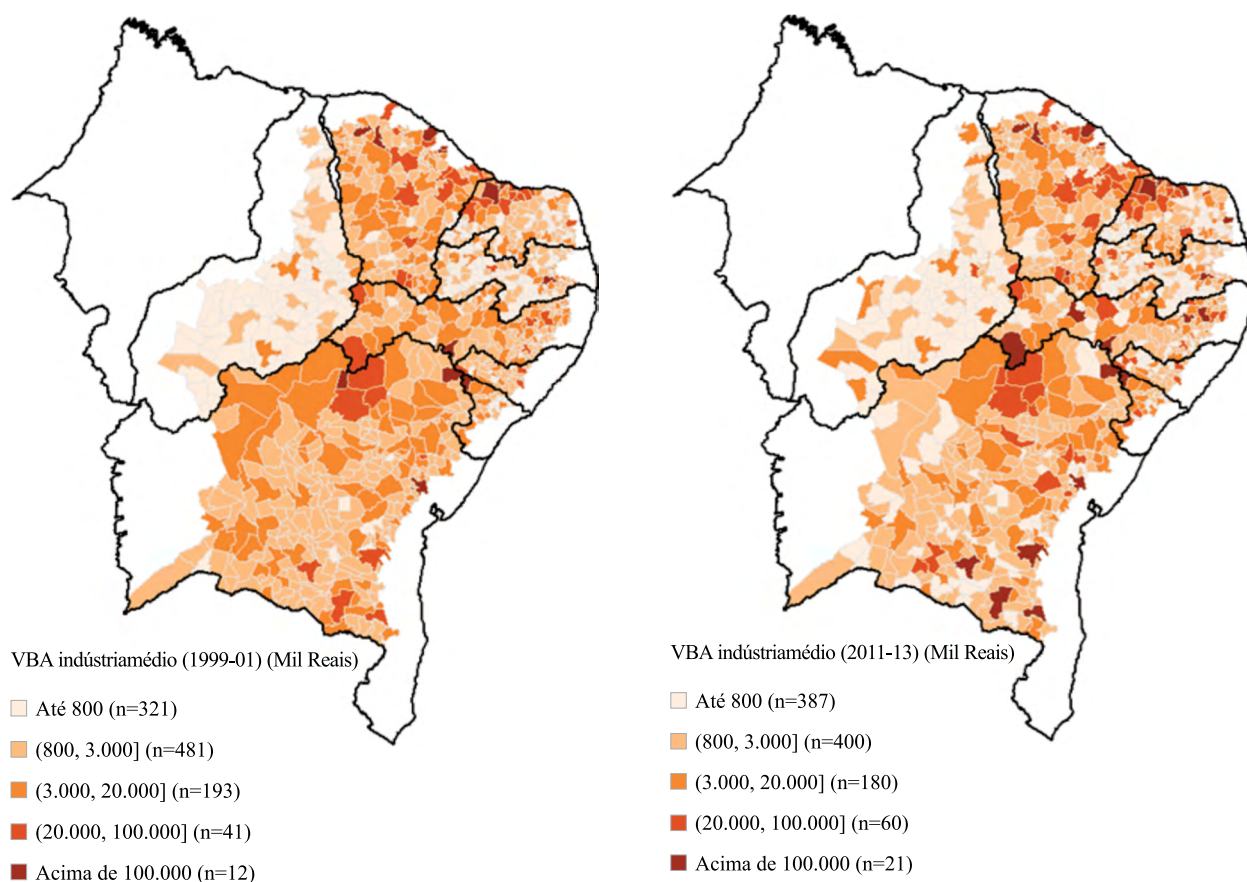 VBA indústriamédio (1999-01) (Mil Reais)
Até 800 (n=321)
(800, 3.000] (n=481)
(3.000, 20.000] (n=193)
(20.000, 100.000] (n=41)
Acima de 100.000 (n=12)
VBA indústriamédio (2011-13) (Mil Reais)
Até 800 (n=387)
(800, 3.000] (n=400)
(3.000, 20.000] (n=180)
(20.000, 100.000] (n=60)
Acima de 100.000 (n=21)